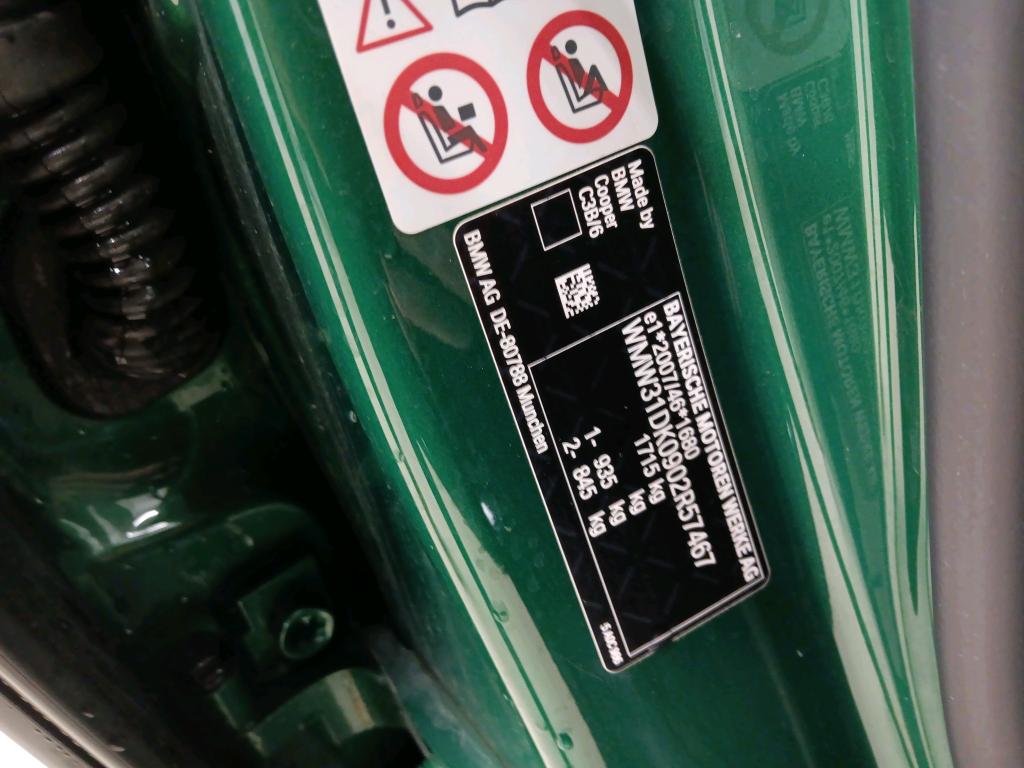 BAYERISCHE MOTOREN WERKE AG
e1*2007/46*1680
WMW31DK0902R57467
1715 kg
kg
1- 935 kg
2- 845 kg
Made by
BMW
Cooper
C3B/6
BMW AG DE-80788 München